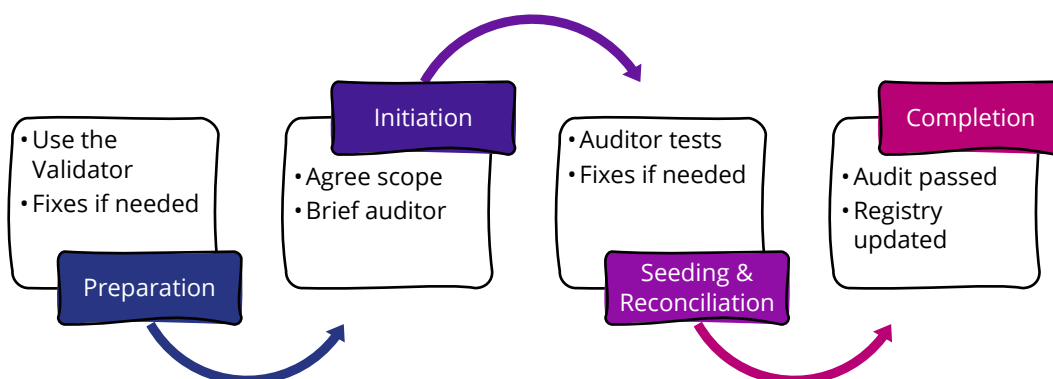 • Use the
Validator
• Fixes if needed
Preparation
Initiation
• Agree scope
• Brief auditor
• Auditor tests
• Fixes if needed
Seeding &
Reconciliation
Completion
• Audit passed
• Registry
updated